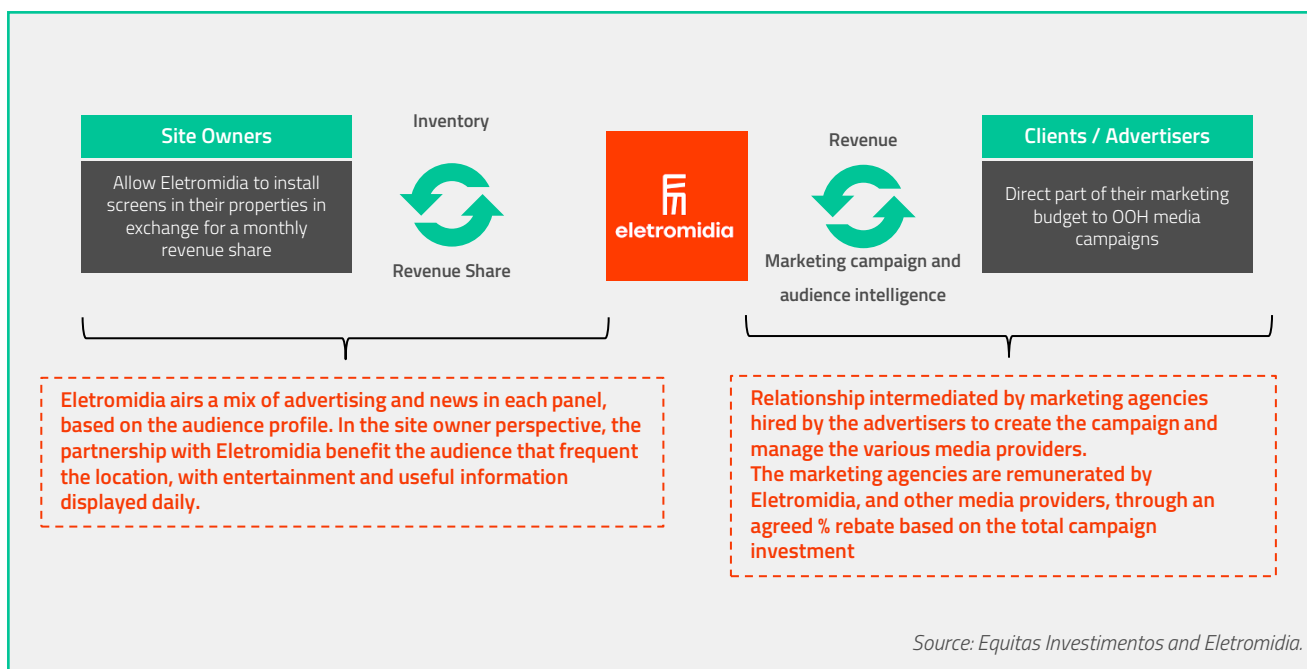 Site Owners
Allow Eletromidia to install
screens in their properties in
exchange for a monthly
revenue share
Inventory
Revenue Share
eletromidia
Revenue
Marketing campaign and
audience intelligence
Clients / Advertisers
Direct part of their marketing
budget to OOH media
campaigns
Eletromidia airs a mix of advertising and news in each panel,
based on the audience profile. In the site owner perspective, the
partnership with Eletromidia benefit the audience that frequent
the location, with entertainment and useful information
displayed daily.
Relationship intermediated by marketing agencies
hired by the advertisers to create the campaign and
manage the various media providers.
The marketing agencies are remunerated by
Eletromidia, and other media providers, through an
agreed % rebate based on the total campaign
investment
Source: Equitas Investimentos and Eletromidia.